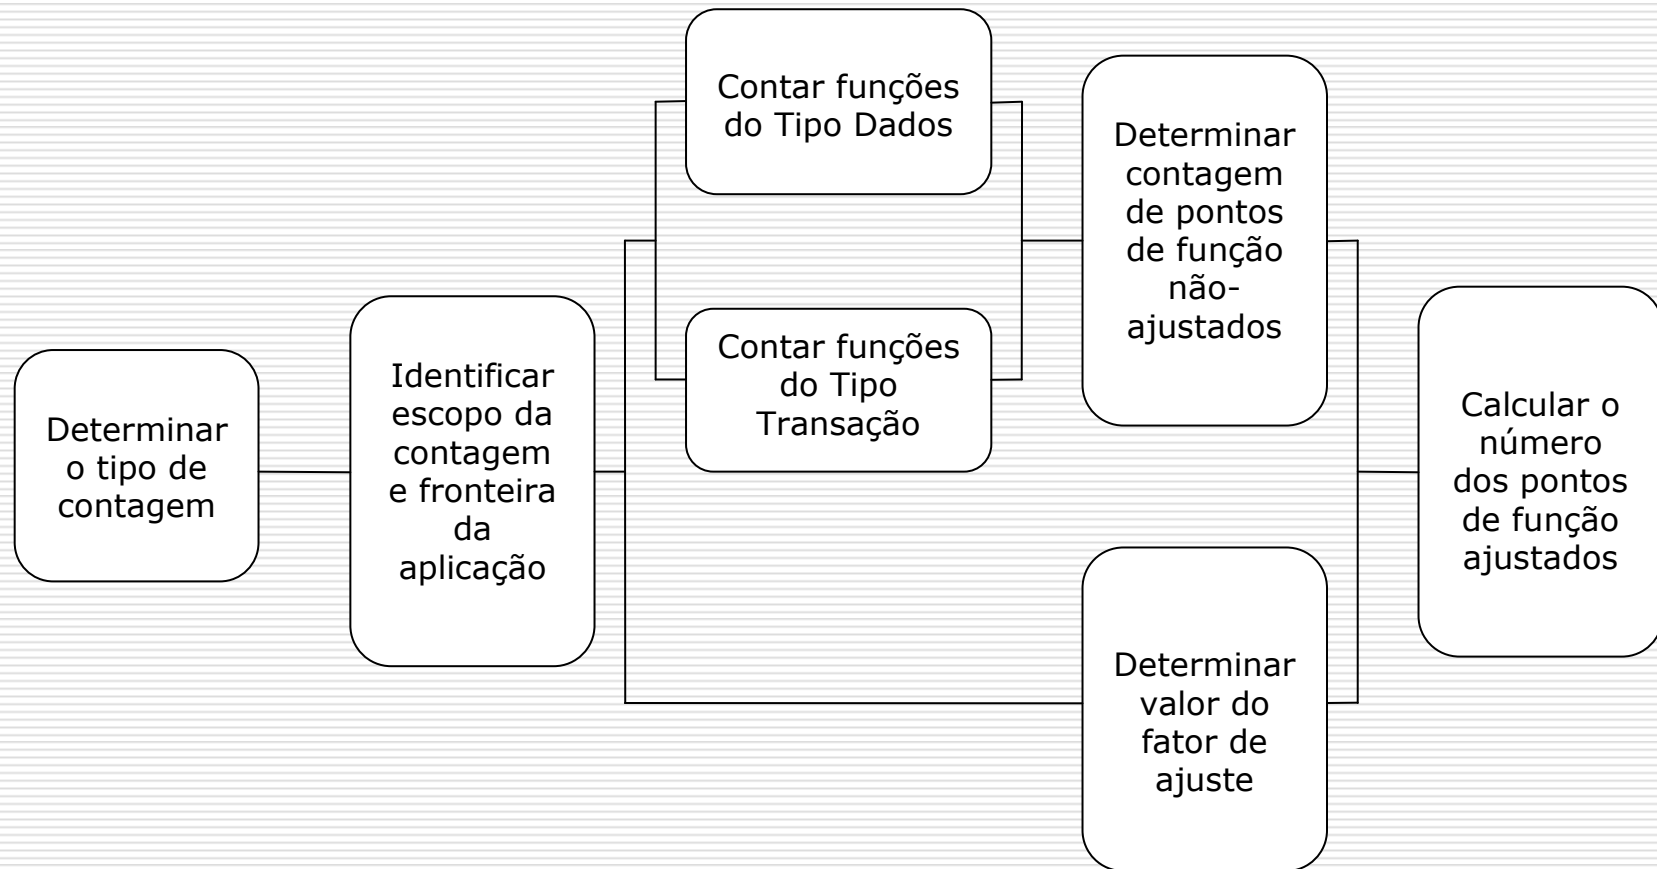 Determinar
o tipo de
contagem
Identificar
escopo da
contagem
e fronteira
da
aplicação
Contar funções
do Tipo Dados
Contar funções
do Tipo
Transação
Determinar
contagem
de pontos
de função
não-
ajustados
Determinar
valor do
fator de
ajuste
Calcular o
número
dos pontos
de função
ajustados